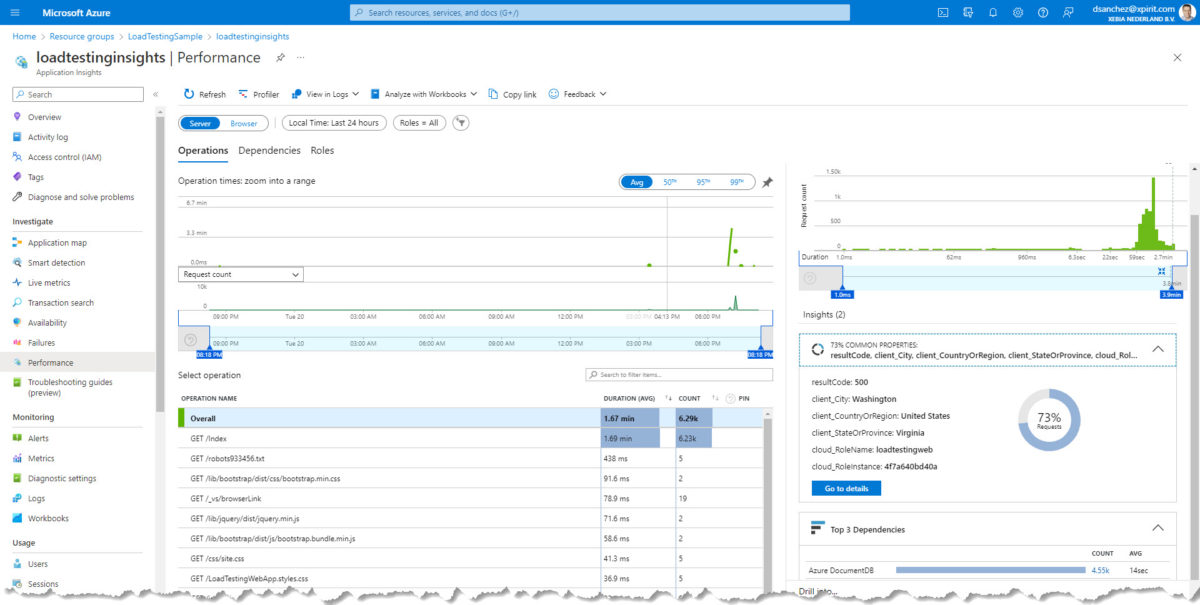 Microsoft Azure
Search resources, services, and docs (G+/)
dsanchez@xpirit.com
XEBIA NEDERLAND B.V.
Home > Resource groups > LoadTestingSample > loadtestinginsights
loadtestinginsights | Performance
Application Insights
Search
Overview
Activity log
Access control (IAM)
Tags
Diagnose and solve problems
Investigate
Application map
Smart detection
Live metrics
Transaction search
Availability
Failures
Performance
Troubleshooting guides
(preview)
Monitoring
Alerts
Metrics
Diagnostic settings
Logs
Workbooks
Usage
Users
Sessions
Refresh Profiler View in Logs Analyze with Workbooks Copy link Feedback
Server Browser Local Time: Last 24 hours Roles = All
Operations Dependencies Roles
Operation times: zoom into a range
Avg 50TH 95TH 99TH
6.7 min
3.3 min
0.0ms
Request count
10k
0
09:00 PM Tue 20 03:00 AM 06:00 AM 09:00 AM 12:00 PM 03:00 PM 04:13 PM 06:00 PM
09:00 PM Tue 20 03:00 AM 06:00 AM 09:00 AM 12:00 PM 03:00 PM 06:00 PM
08:18 PM 08:18 PM
Select operation
Search to filter items...
OPERATION NAME DURATION (AVG) COUNT PIN
Overall 1.67 min 6.29k
GET /Index 1.69 min 6.23k
GET /robots933456.txt 438 ms 5
GET /lib/bootstrap/dist/css/bootstrap.min.css 91.6 ms 2
GET /_vs/browserLink 78.9 ms 19
GET /lib/jquery/dist/jquery.min.js 71.6 ms 2
GET /lib/bootstrap/dist/js/bootstrap.bundle.min.js 58.6 ms 2
GET /css/site.css 41.3 ms 5
GET /LoadTestingWebApp.styles.css 36.9 ms 5
Request count
1.50k
1k
500
0
Duration 1.0ms 62ms 960ms 6.3sec 22sec 59sec 2.7min
3.8min
1.0ms 3.9min
Insights (2)
73% COMMON PROPERTIES:
resultCode, client_City, client_CountryOrRegion, client_StateOrProvince, cloud_Rol...
resultCode: 500
client_City: Washington
client_CountryOrRegion: United States
client_StateOrProvince: Virginia
cloud_RoleName: loadtestingweb
cloud_RoleInstance: 4f7a640bd40a
73%
Requests
Go to details
Top 3 Dependencies
COUNT AVG
Azure DocumentDB 4.55k 14sec
Drill into...